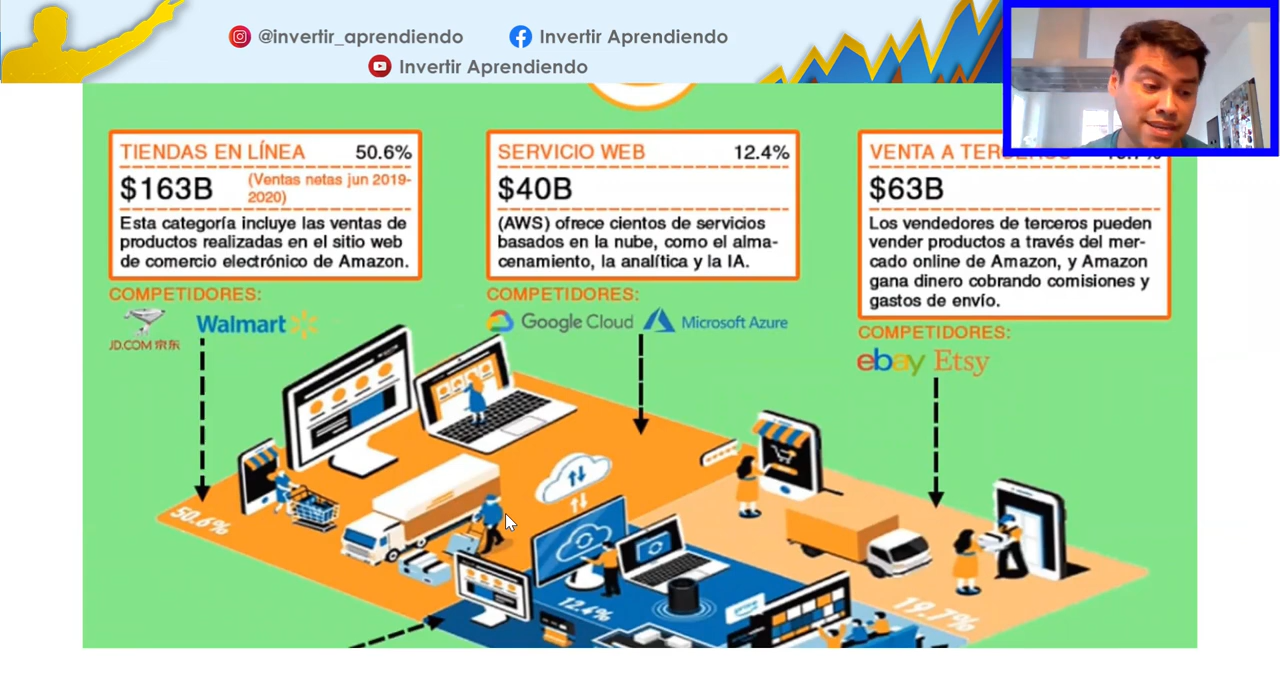 @invertir_aprendiendo
Invertir Aprendiendo
Invertir Aprendiendo
TIENDAS EN LÍNEA 50.6%
$163B (Ventas netas jun 2019-
2020)
Esta categoría incluye las ventas de
productos realizadas en el sitio web
de comercio electrónico de Amazon.
COMPETIDORES:
JD.COM 京东
Walmart
SERVICIO WEB 12.4%
$40B
(AWS) ofrece cientos de servicios
basados en la nube, como el alma-
cenamiento, la analítica y la IA.
COMPETIDORES:
Google Cloud
Microsoft Azure
VENTA A
$63B
Los vendedores de terceros pueden
vender productos a través del mer-
cado online de Amazon, y Amazon
gana dinero cobrando comisiones y
gastos de envío.
COMPETIDORES:
ebay Etsy
50.6%
12.4%
19.7%
prime